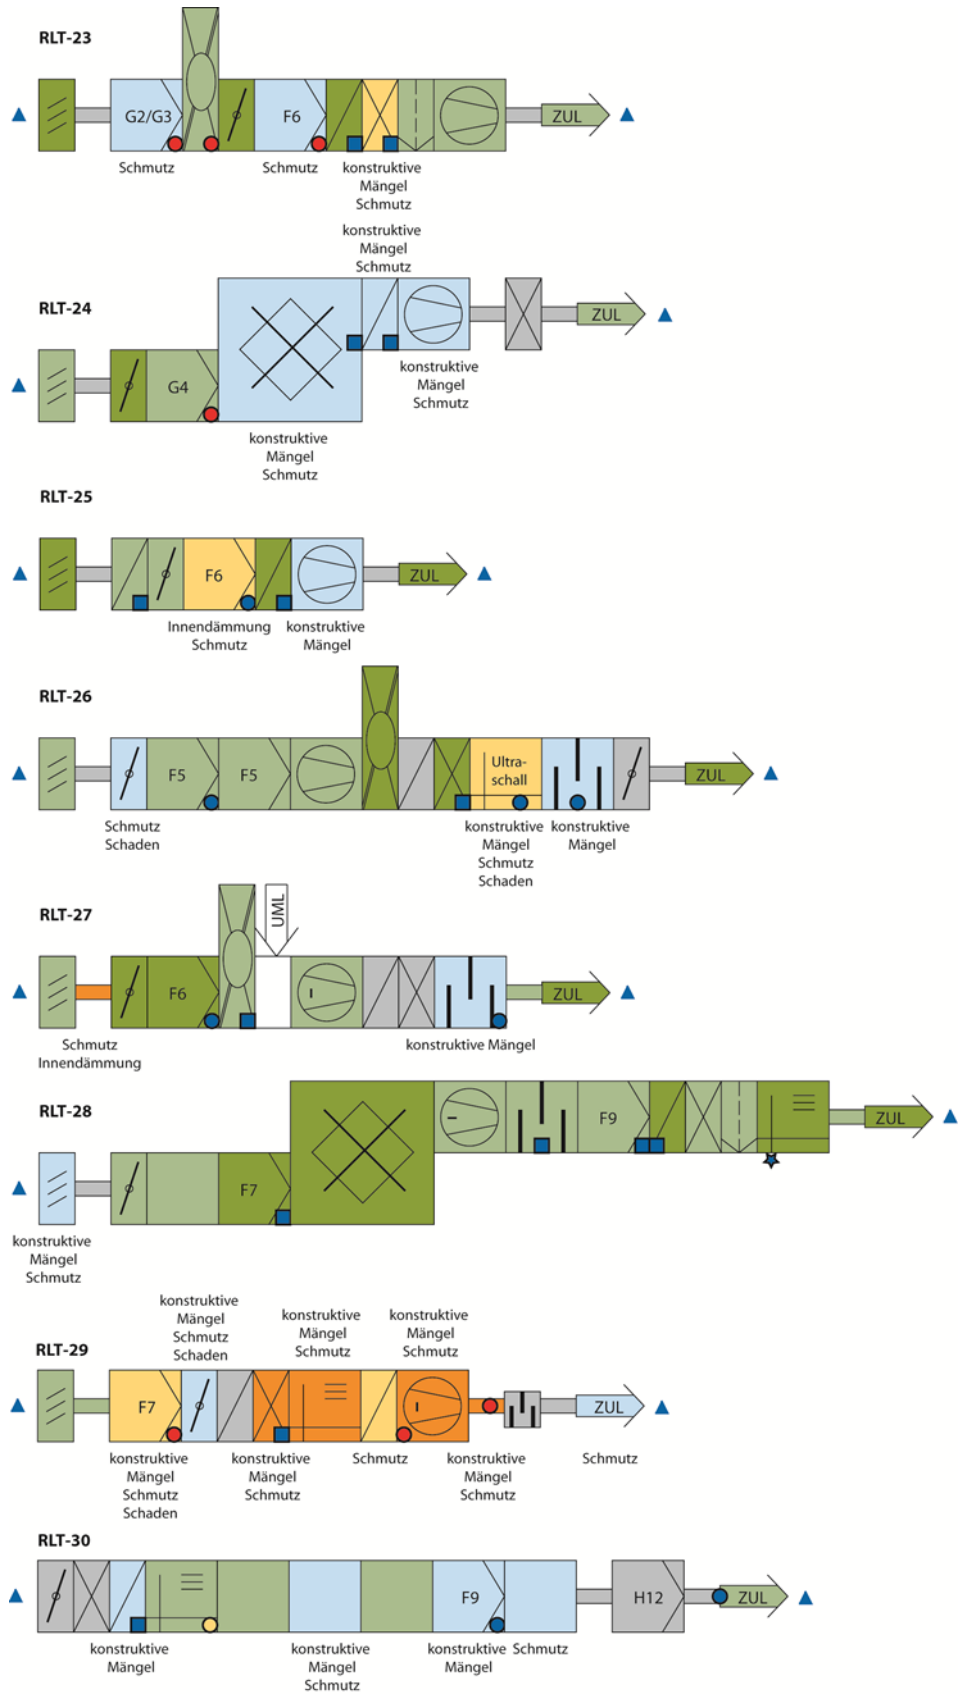 RLT-23
G2/G3
F6
ZUL
Schmutz
Schmutz
konstruktive
Mängel
Schmutz
konstruktive
Mängel
Schmutz
RLT-24
ZUL
G4
konstruktive
Mängel
Schmutz
konstruktive
Mängel
Schmutz
RLT-25
F6
ZUL
Innendämmung
Schmutz
konstruktive
Mängel
RLT-26
F5
F5
Ultra-
schall
ZUL
Schmutz
Schaden
konstruktive
Mängel
Schmutz
Schaden
konstruktive
Mängel
RLT-27
UML
F6
ZUL
Schmutz
Innendämmung
konstruktive Mängel
RLT-28
F9
ZUL
F7
konstruktive
Mängel
Schmutz
konstruktive
Mängel
Schmutz
Schaden
konstruktive
Mängel
Schmutz
konstruktive
Mängel
Schmutz
RLT-29
F7
ZUL
konstruktive
Mängel
Schmutz
Schaden
konstruktive
Mängel
Schmutz
Schmutz
konstruktive
Mängel
Schmutz
Schmutz
RLT-30
F9
H12
ZUL
konstruktive
Mängel
konstruktive
Mängel
Schmutz
konstruktive
Mängel
Schmutz